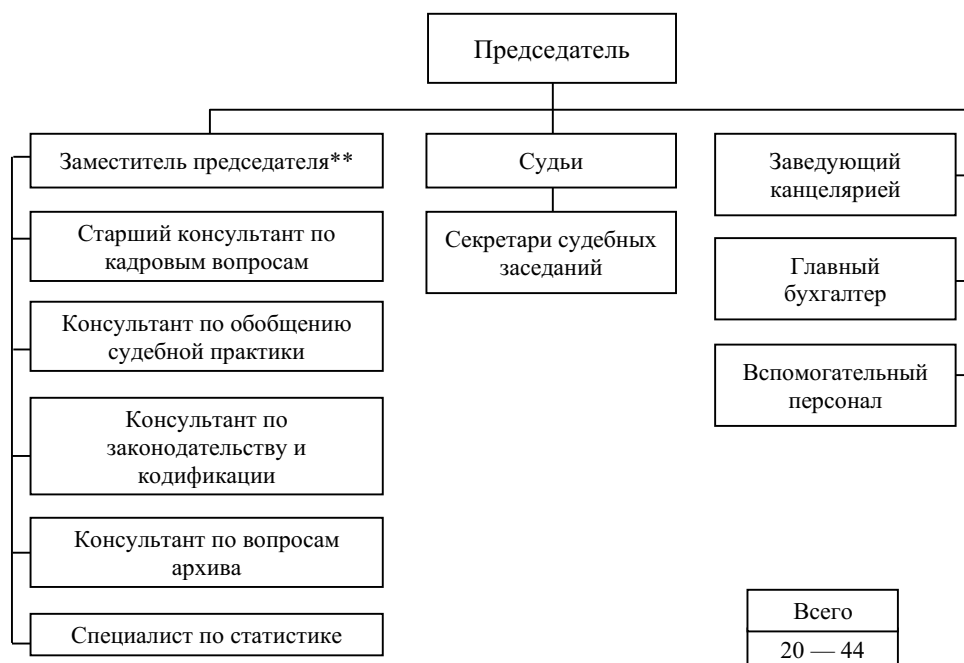 Председатель
Заместитель председателя**
Старший консультант по
кадровым вопросам
Консультант по обобщению
судебной практики
Консультант по
законодательству и
кодификации
Консультант по вопросам
архива
Специалист по статистике
Судьи
Секретари судебных
заседаний
Заведующий
канцелярией
Главный
бухгалтер
Вспомогательный
персонал
Всего
20 — 44